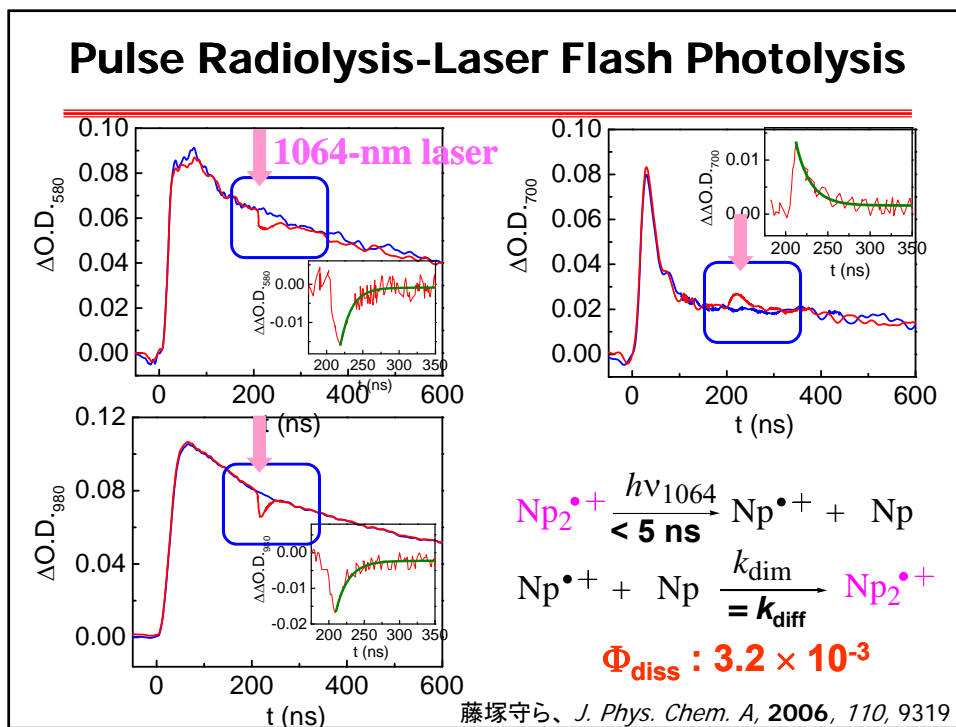 Pulse Radiolysis-Laser Flash Photolysis
0.10
0.08
0.06
0.04
0.02
0.00
ΔO.D.580
1064-nm laser
0.00
-0.01
ΔΔO.D.580
200 250 300 350
t (ns)
0 200 400 600
t (ns)
0.10
0.08
0.06
0.04
0.02
0.00
ΔO.D.700
0.01
0.00
ΔΔO.D.700
200 250 300 350
t (ns)
0 200 400 600
t (ns)
0.12
0.08
0.04
0.00
ΔO.D.980
0.00
-0.01
-0.02
ΔΔO.D.980
200 250 300 350
t (ns)
0 200 400 600
t (ns)
Np2•+ hν1064 < 5 ns Np•+ + Np
Np•+ + Np kdim = kdiff Np2•+
Φdiss : 3.2 × 10-3
藤塚守ら、 J. Phys. Chem. A, 2006, 110, 9319